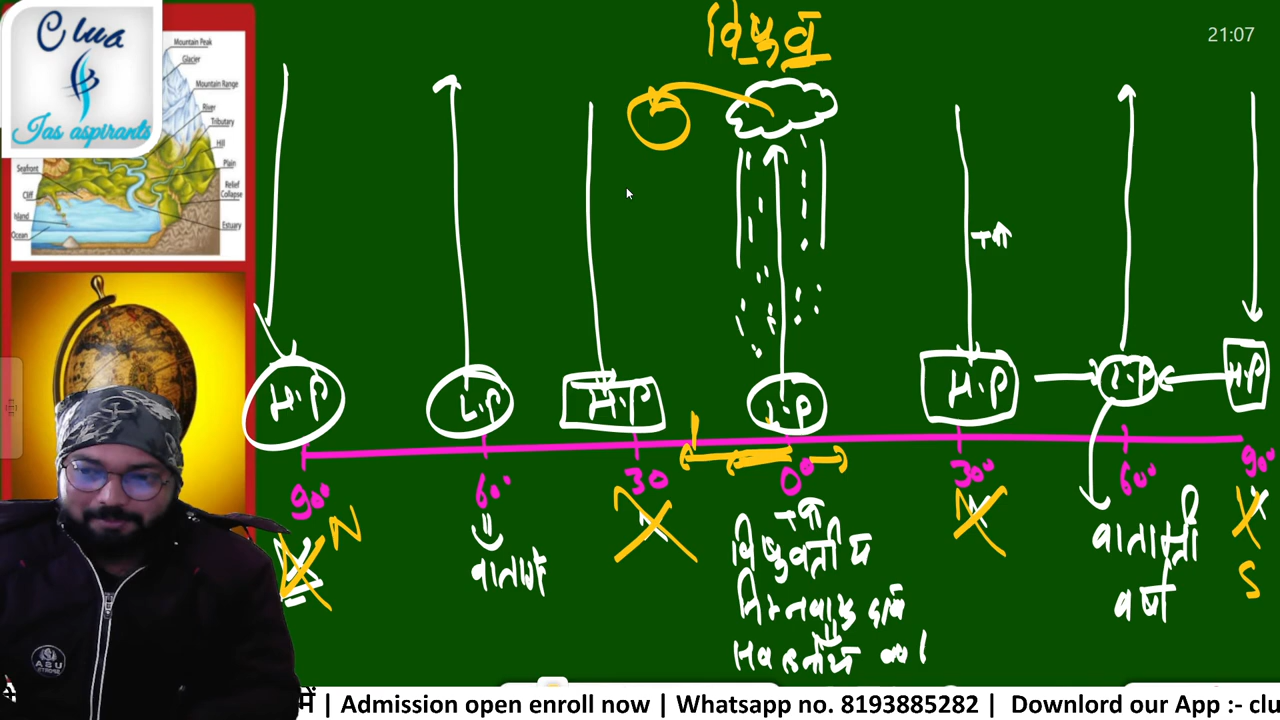 Clua
Ias aspirants
Mountain Peak
Glacier
Mountain Range
River
Tributary
Hill
Plain
Relief
Collapse
Estuary
Seafront
Cliff
Island
Ocean
21:07
विषुव
H.P
L.P
H.P
L.P
H.P
L.P
H.P
90°
60°
30
0°
30°
60°
90°
N
S
विषुवतीय
निम्नवायु दाब
वाताग्री
वर्षा
में | Admission open enroll now | Whatsapp no. 8193885282 | Downlord our App :- clu